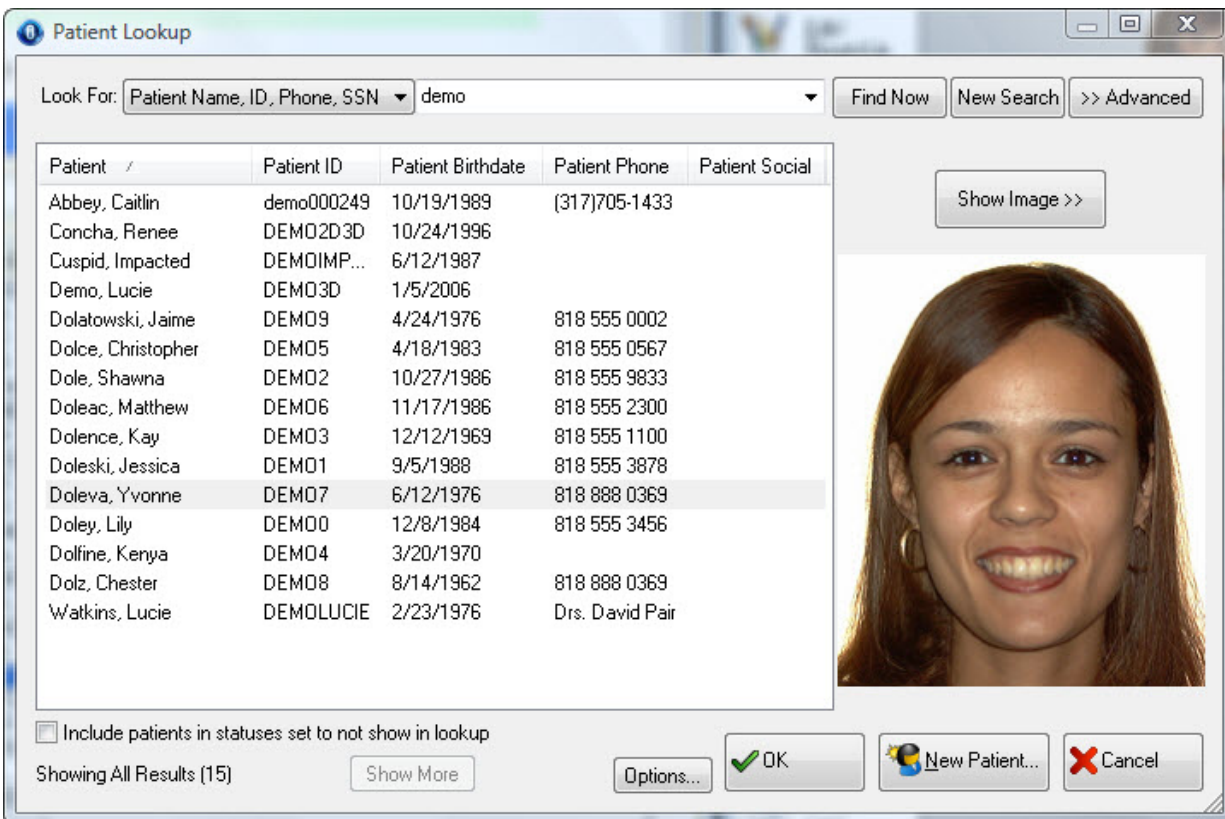 Patient Lookup
Look For: Patient Name, ID, Phone, SSN demo Find Now New Search >> Advanced
Patient Patient ID Patient Birthdate Patient Phone Patient Social
Show Image >>
Abbey, Caitlin demo000249 10/19/1989 (317)705-1433
Concha, Renee DEMO2D3D 10/24/1996
Cuspid, Impacted DEMOIMP... 6/12/1987
Demo, Lucie DEMO3D 1/5/2006
Dolatowski, Jaime DEMO9 4/24/1976 818 555 0002
Dolce, Christopher DEMO5 4/18/1983 818 555 0567
Dole, Shawna DEMO2 10/27/1986 818 555 9833
Doleac, Matthew DEMO6 11/17/1986 818 555 2300
Dolence, Kay DEMO3 12/12/1969 818 555 1100
Doleski, Jessica DEMO1 9/5/1988 818 555 3878
Doleva, Yvonne DEMO7 6/12/1976 818 888 0369
Doley, Lily DEMO0 12/8/1984 818 555 3456
Dolfine, Kenya DEMO4 3/20/1970
Dolz, Chester DEMO8 8/14/1962 818 888 0369
Watkins, Lucie DEMOLUCIE 2/23/1976 Drs. David Pair
Include patients in statuses set to not show in lookup
Showing All Results (15) Show More Options... OK New Patient... Cancel